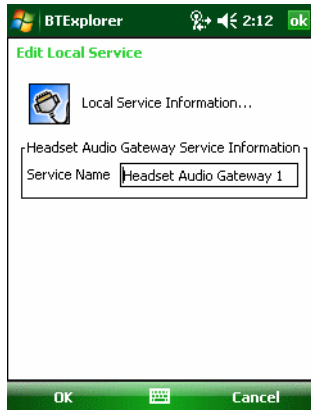 BTExplorer 2:12 ok
Edit Local Service
Local Service Information...
Headset Audio Gateway Service Information
Service Name Headset Audio Gateway 1
OK Cancel